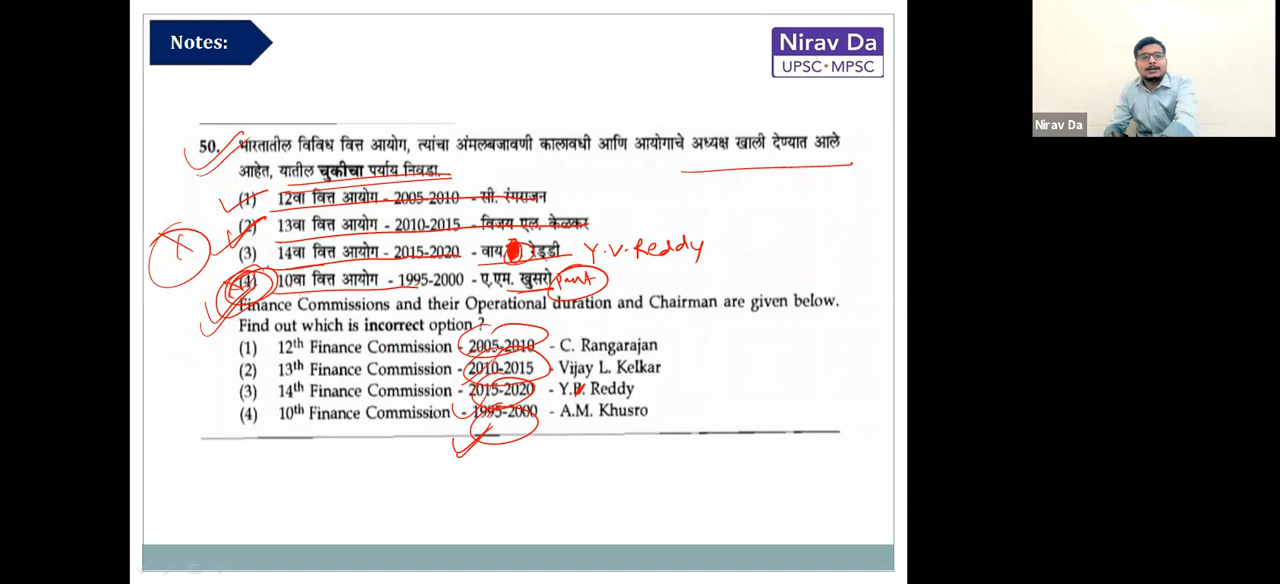 Notes:
Nirav Da
UPSC • MPSC
Nirav Da
50. भारतातील विविध वित्त आयोग, त्यांचा अंमलबजावणी कालावधी आणि आयोगाचे अध्यक्ष खाली देण्यात आले
आहेत, यातील चुकीचा पर्याय निवडा.
(1) 12वा वित्त आयोग - 2005-2010 - सी. रंगराजन
(2) 13वा वित्त आयोग - 2010-2015 - विजय एल. केळकर
(3) 14वा वित्त आयोग - 2015-2020 - वाय रेड्डी Y.V. Reddy
(4) 10वा वित्त आयोग - 1995-2000 - ए.एम. खुसरो
Finance Commissions and their Operational duration and Chairman are given below.
Find out which is incorrect option ?
(1) 12th Finance Commission - 2005-2010 - C. Rangarajan
(2) 13th Finance Commission - 2010-2015 - Vijay L. Kelkar
(3) 14th Finance Commission - 2015-2020 - Y. Reddy
(4) 10th Finance Commission - 1995-2000 - A.M. Khusro